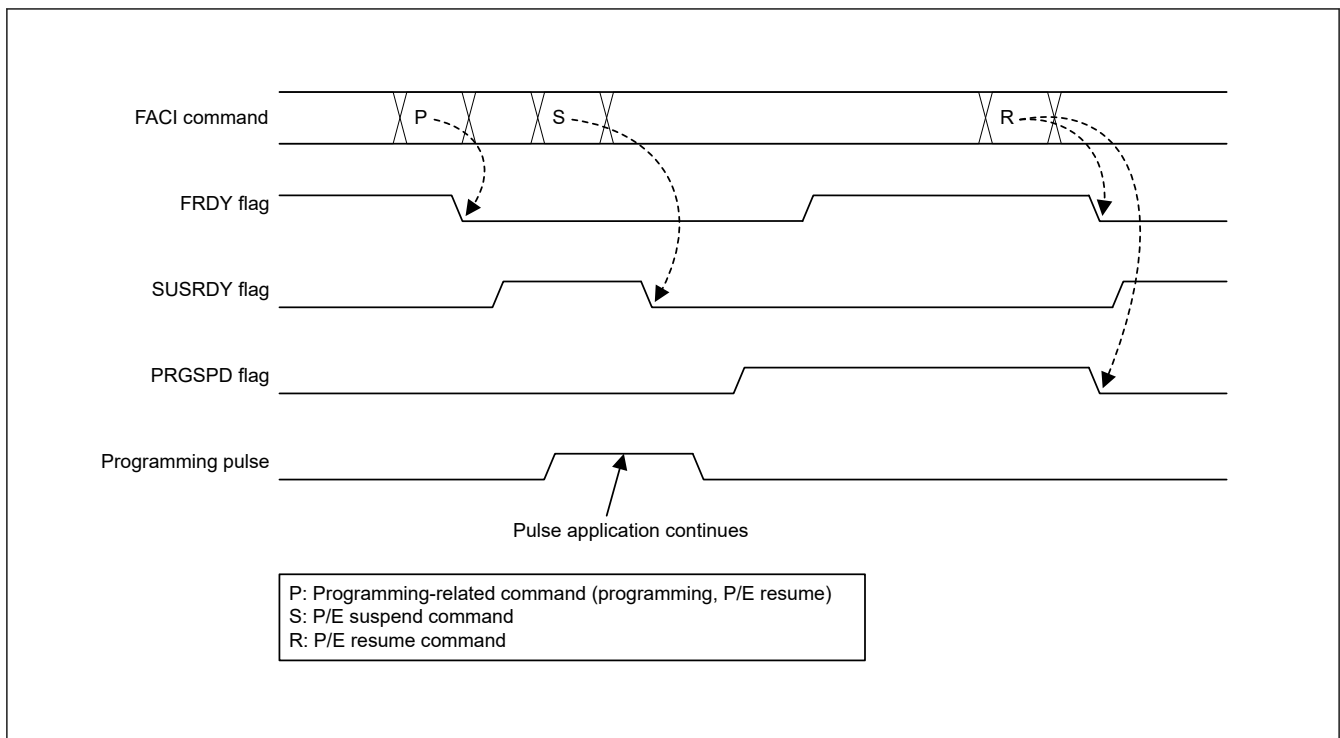 FACI command
P
S
R
FRDY flag
SUSRDY flag
PRGSPD flag
Programming pulse
Pulse application continues
P: Programming-related command (programming, P/E resume)
S: P/E suspend command
R: P/E resume command